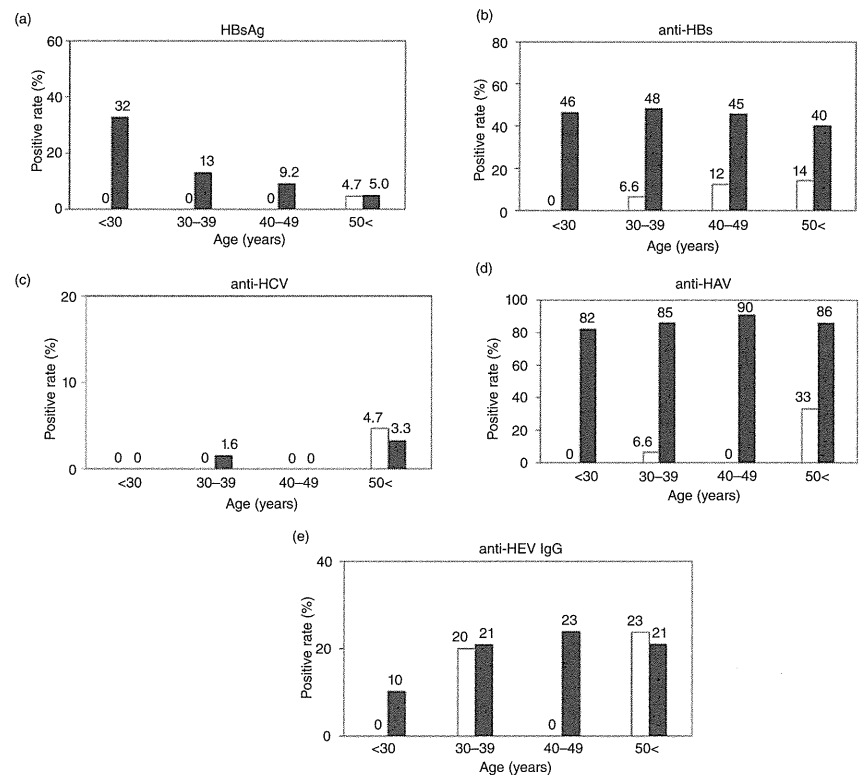 (a)
HBsAg
Positive rate (%)
60
40
20
0
0 32
0 13
0 9.2
4.7 5.0
<30 30–39 40–49 50<
Age (years)
(b)
anti-HBs
Positive rate (%)
80
60
40
20
0
0 46
6.6 48
12 45
14 40
<30 30–39 40–49 50<
Age (years)
(c)
anti-HCV
Positive rate (%)
20
10
0
0 0
0 1.6
0 0
4.7 3.3
<30 30–39 40–49 50<
Age (years)
(d)
anti-HAV
Positive rate (%)
100
80
60
40
20
0
0 82
6.6 85
0 90
33 86
<30 30–39 40–49 50<
Age (years)
(e)
anti-HEV IgG
Positive rate (%)
40
20
0
0 10
20 21
0 23
23 21
<30 30–39 40–49 50<
Age (years)